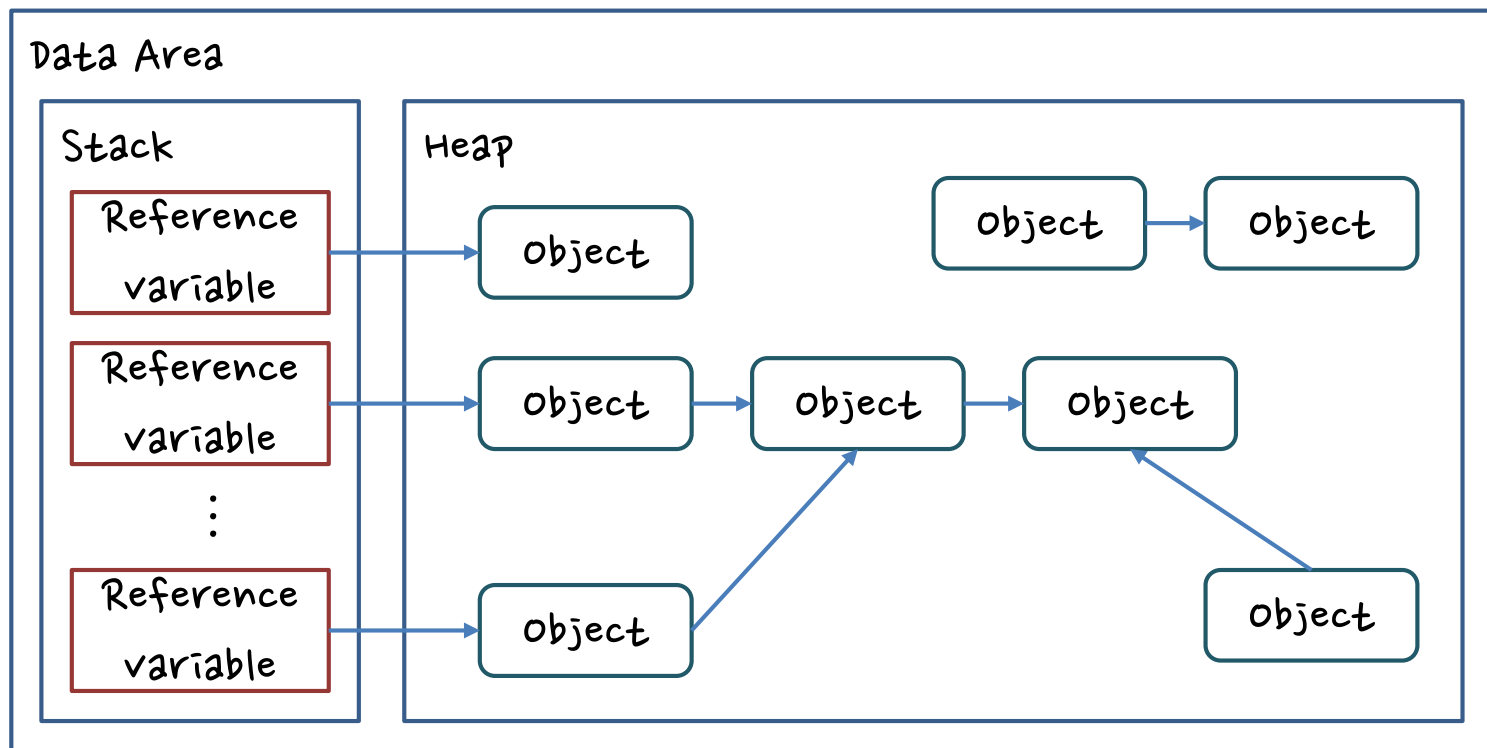 Data Area
Stack
Reference
variable
Reference
variable
⋮
Reference
variable
Heap
Object
Object
Object
Object
Object
Object
Object
Object